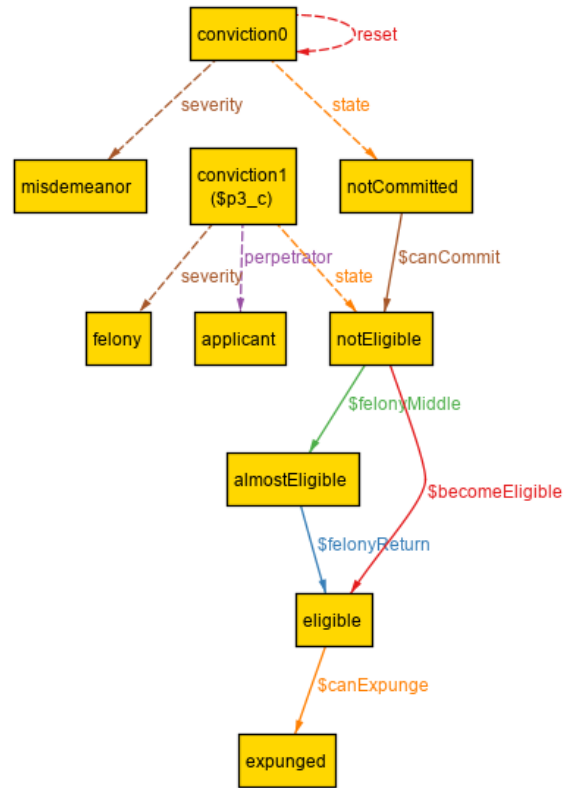 conviction0
reset
severity
state
misdemeanor
conviction1
($p3_c)
notCommitted
perpetrator
$canCommit
severity
state
felony
applicant
notEligible
$felonyMiddle
almostEligible
$becomeEligible
$felonyReturn
eligible
$canExpunge
expunged